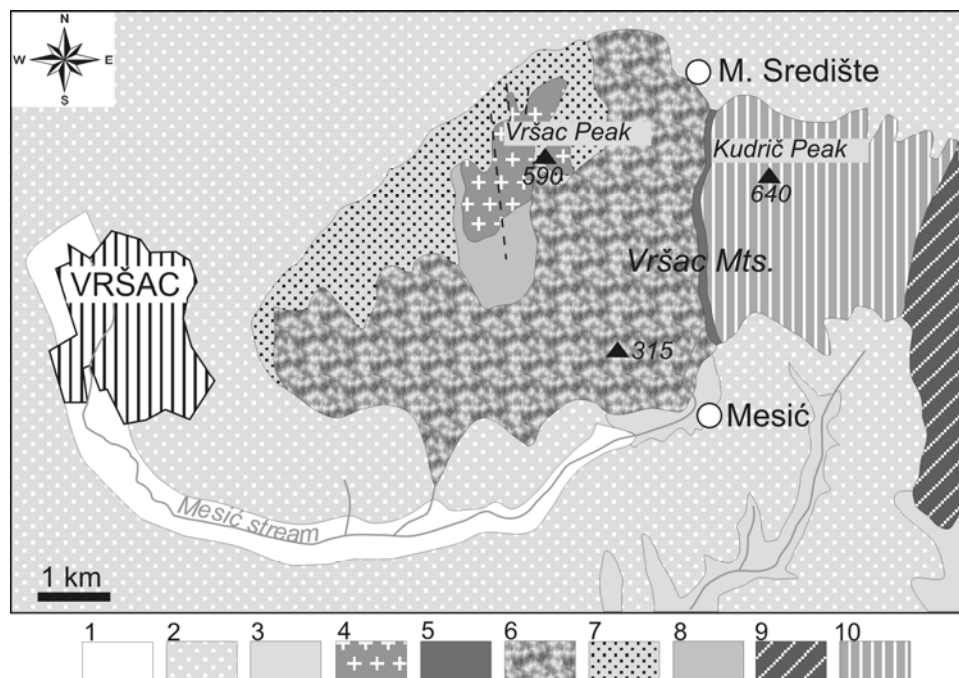 N
W E
S
M. Središte
Vršac Peak
590
Kudrič Peak
640
VRŠAC
Vršac Mts.
315
Mesić
Mesić stream
1 km
1 2 3 4 5 6 7 8 9 10